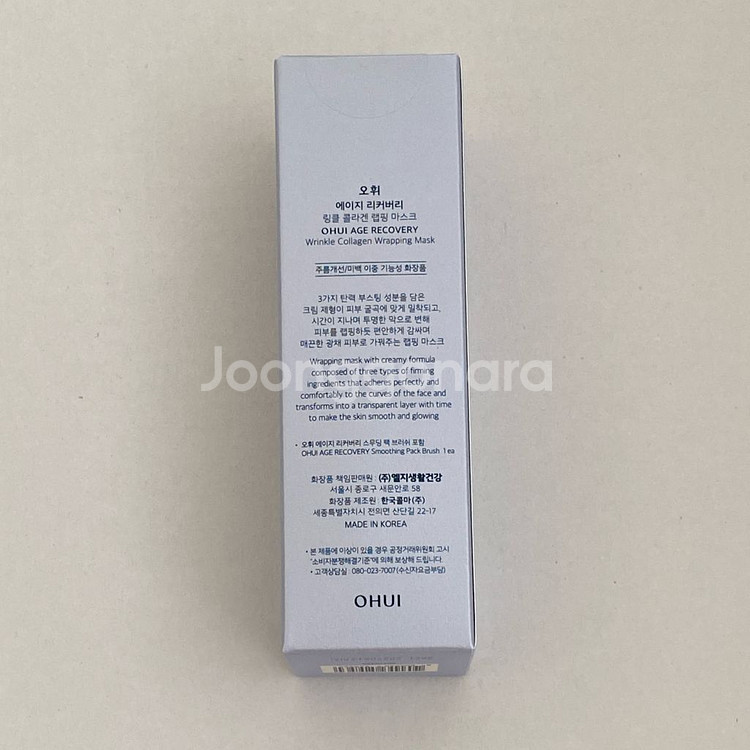 오휘
에이지 리커버리
링클 콜라겐 랩핑 마스크
OHUI AGE RECOVERY
Wrinkle Collagen Wrapping Mask
주름개선/미백 이중 기능성 화장품
3가지 탄력 부스팅 성분을 담은
크림 제형이 피부 굴곡에 맞게 밀착되고,
시간이 지나며 투명한 막으로 변해
피부를 랩핑하듯 편안하게 감싸며
매끈한 광채 피부로 가꿔주는 랩핑 마스크
Joongonara
Wrapping mask with creamy formula
composed of three types of firming
ingredients that adheres perfectly and
comfortably to the curves of the face and
transforms into a transparent layer with time
to make the skin smooth and glowing
• 오휘 에이지 리커버리 스무딩 팩 브러쉬 포함
OHUI AGE RECOVERY Smoothing Pack Brush 1ea
화장품 책임판매원 : (주)엘지생활건강
서울시 종로구 새문안로 58
화장품 제조원 : 한국콜마(주)
세종특별자치시 전의면 산단길 22-17
MADE IN KOREA
• 본 제품에 이상이 있을 경우 공정거래위원회 고시
"소비자분쟁해결기준"에 의해 보상해 드립니다.
• 고객상담실 : 080-023-7007(수신자요금부담)
OHUI